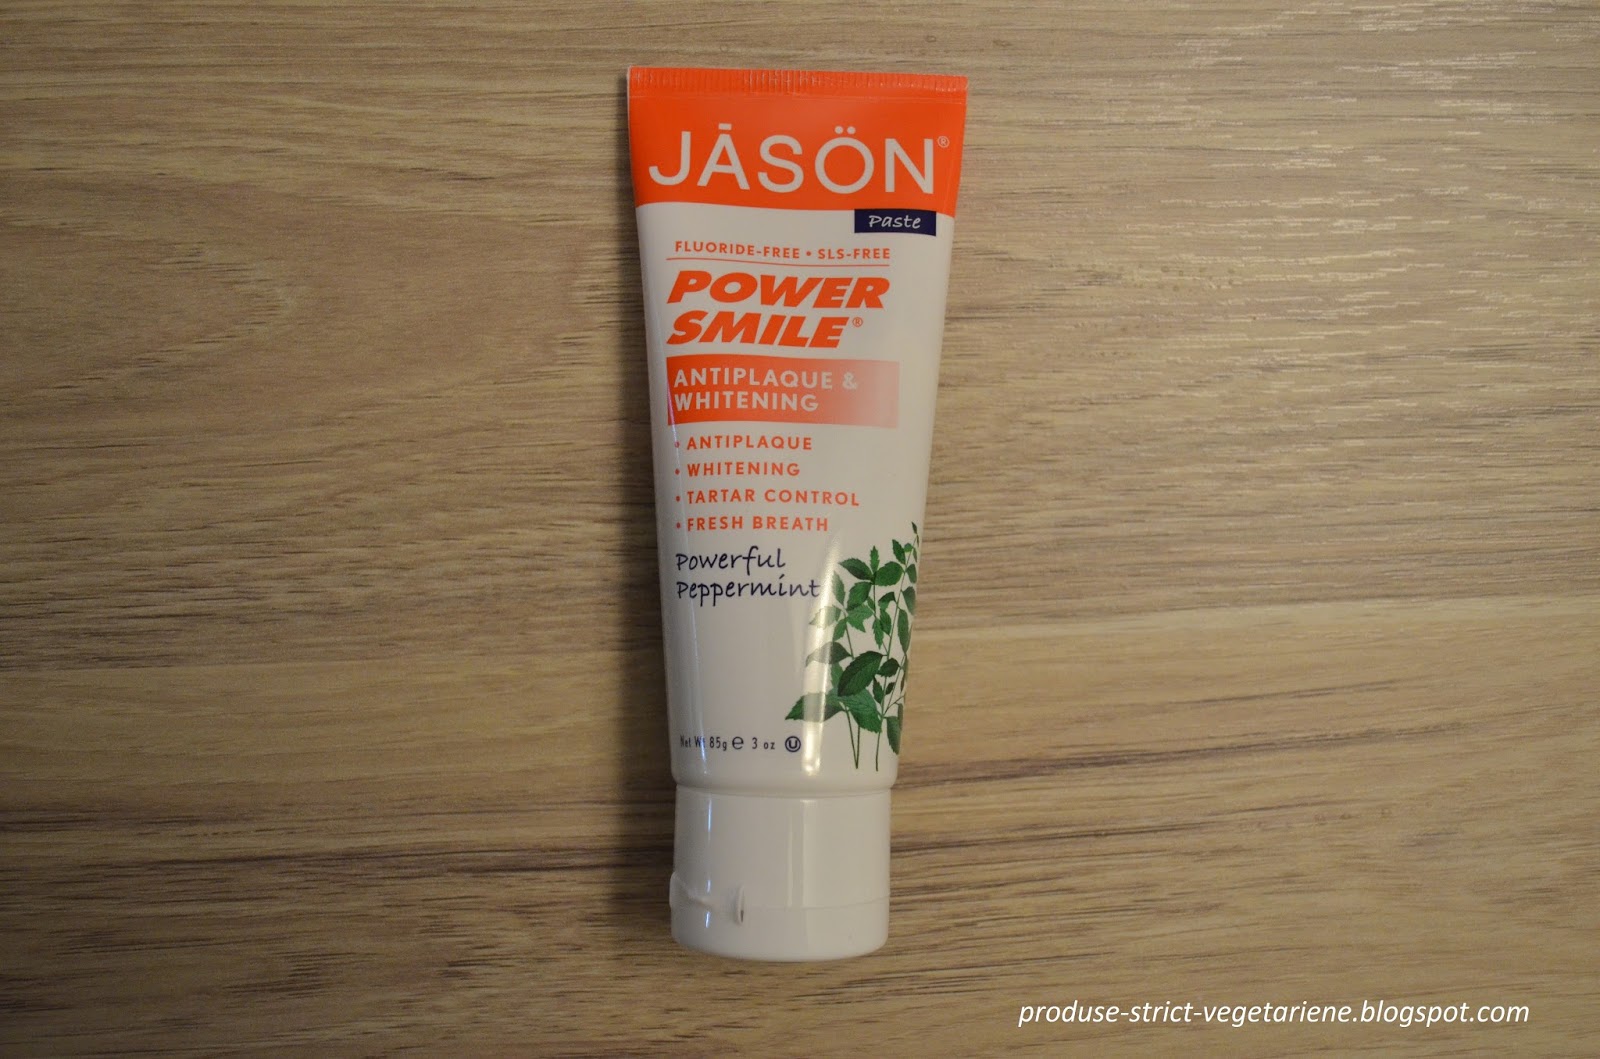 JĀSÖN®
Paste
FLUORIDE-FREE • SLS-FREE
POWER
SMILE®
ANTIPLAQUE &
WHITENING
• ANTIPLAQUE
• WHITENING
• TARTAR CONTROL
• FRESH BREATH
Powerful
Peppermint
Net Wt 85g ℮ 3 oz Ⓤ
produse-strict-vegetariene.blogspot.com